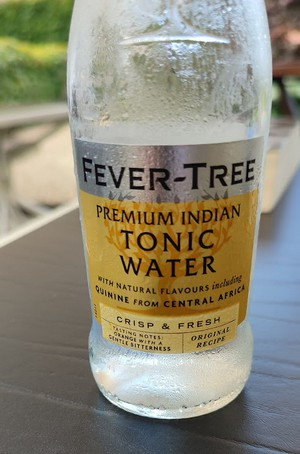 FEVER-TREE
PREMIUM INDIAN
TONIC
WATER
WITH NATURAL FLAVOURS including
QUININE FROM CENTRAL AFRICA
CRISP & FRESH
TASTING NOTES:
ORANGE WITH A
GENTLE BITTERNESS
ORIGINAL
RECIPE